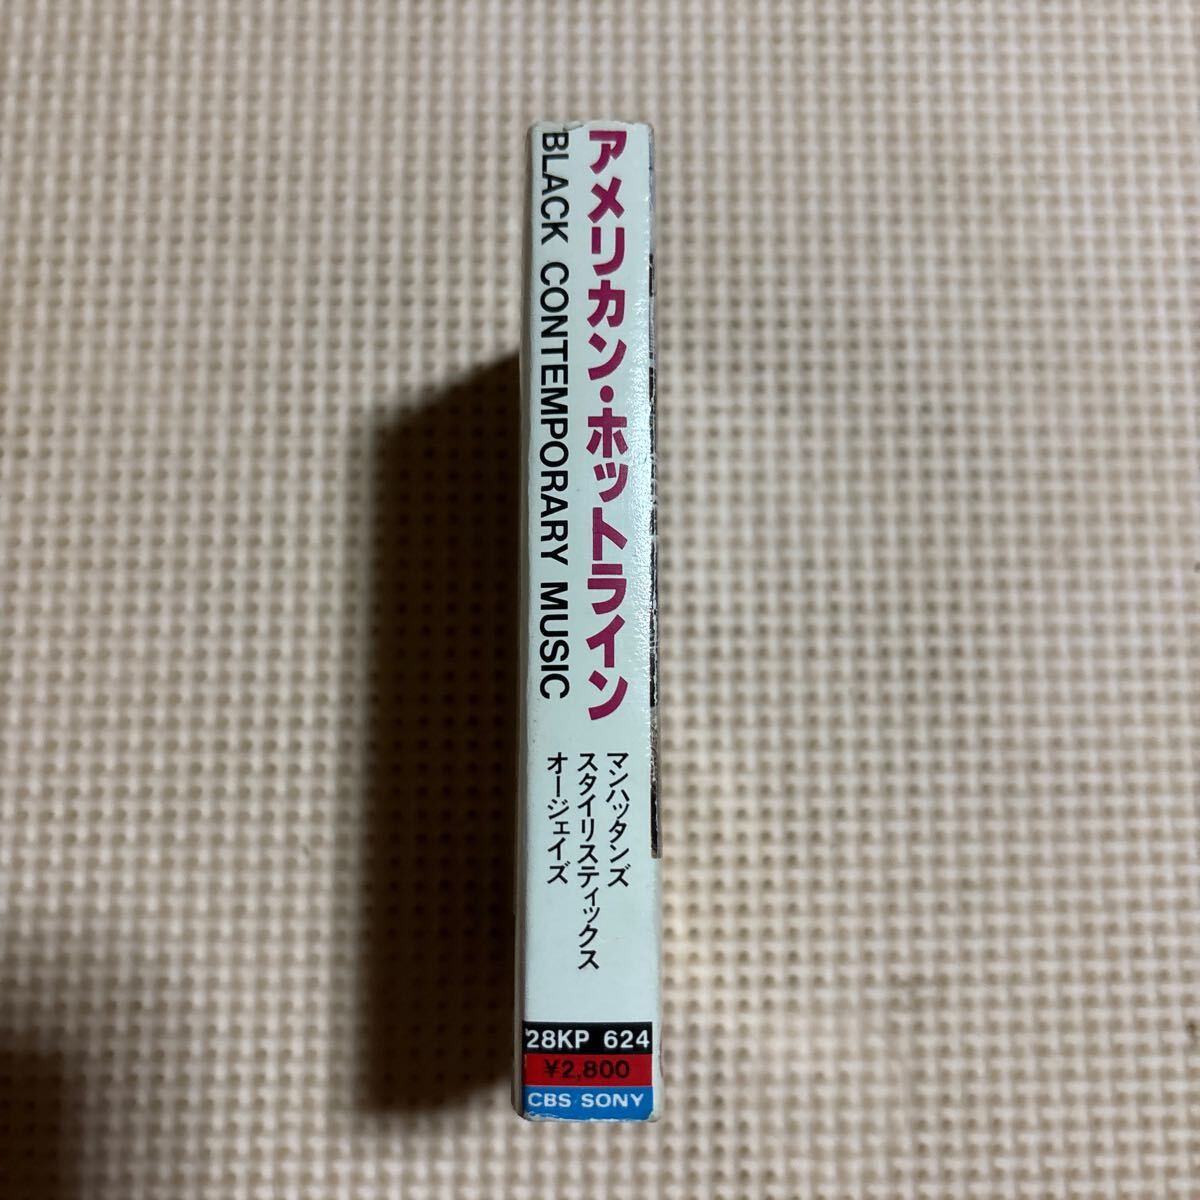 アメリカン・ホットライン
BLACK CONTEMPORARY MUSIC
マンハッタンズ
スタイリスティックス
オージェイズ
28KP 624
¥2,800
CBS/SONY